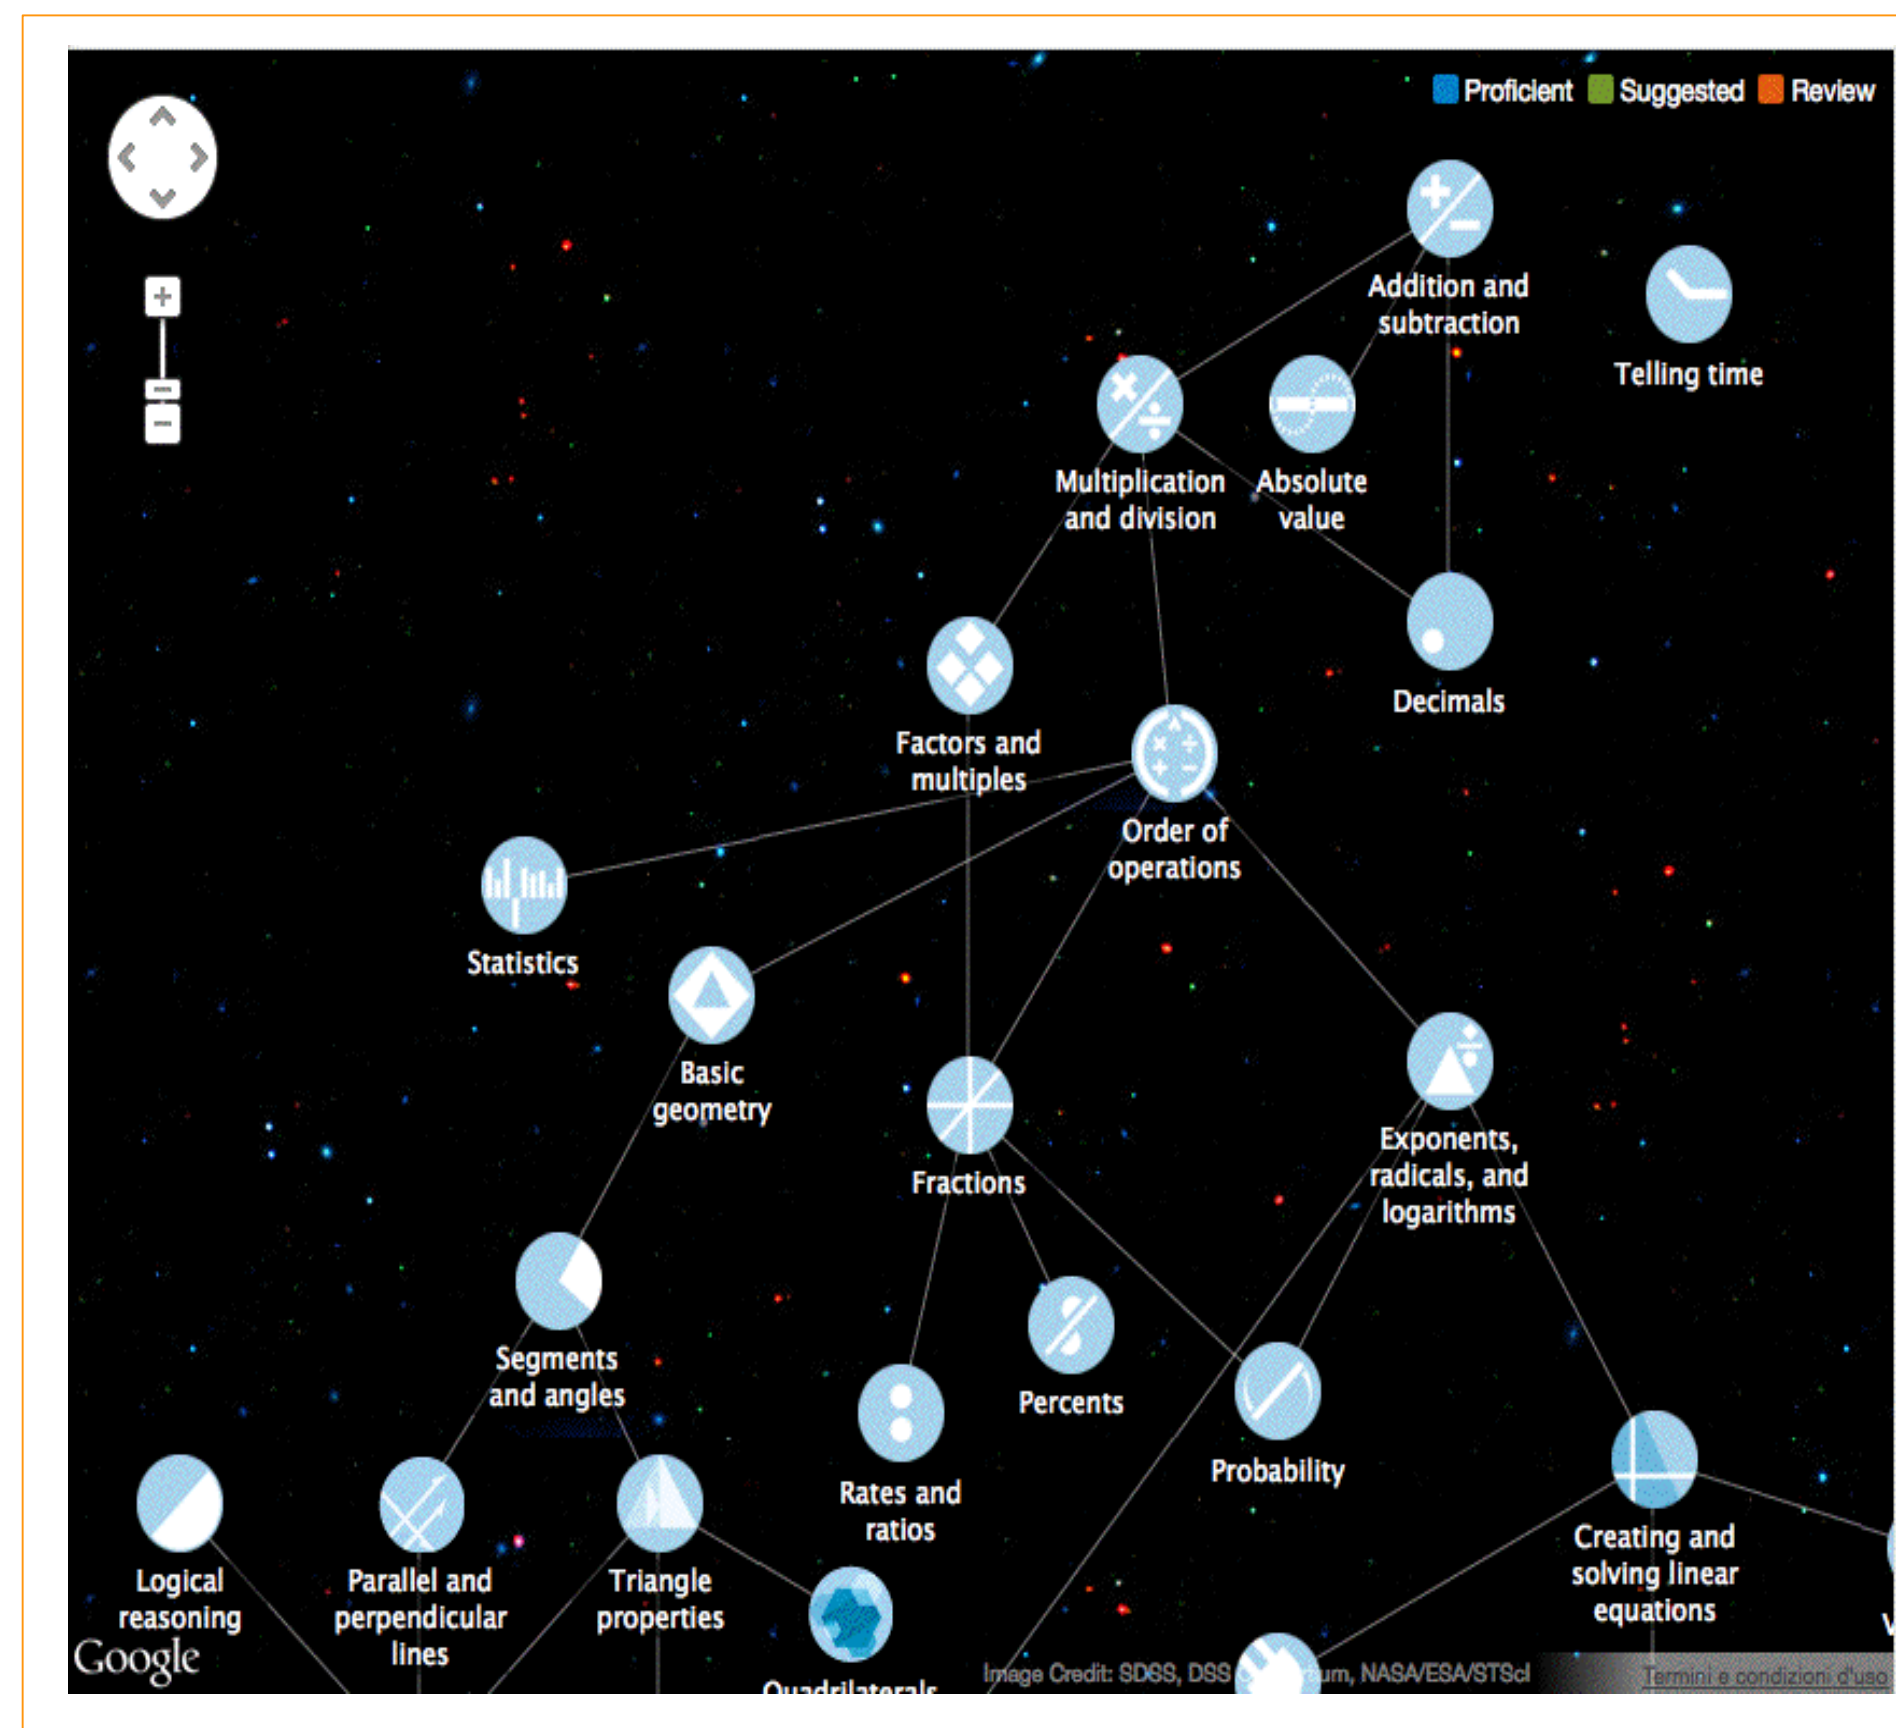 Proficient
Suggested
Review
Addition and
subtraction
Telling time
Multiplication
and division
Absolute
value
Decimals
Factors and
multiples
Order of
operations
Statistics
Basic
geometry
Fractions
Exponents,
radicals, and
logarithms
Segments
and angles
Percents
Rates and
ratios
Probability
Creating and
solving linear
equations
Logical
reasoning
Parallel and
perpendicular
lines
Triangle
properties
Quadrilaterals
Google
Image Credit: SDSS, DSS
NASA/ESA/STScI
Termini e condizioni d'uso